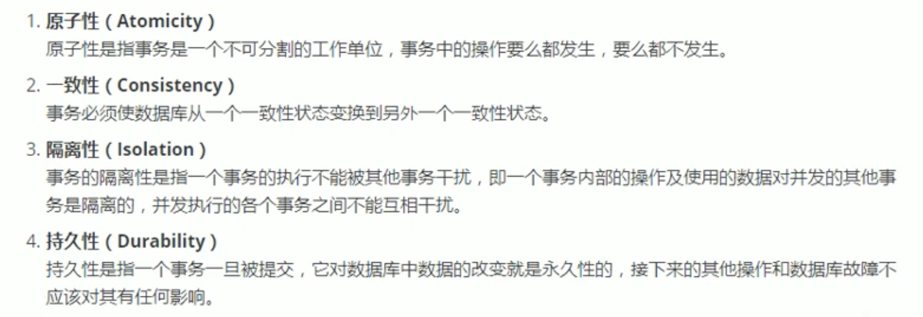 1. 原子性（Atomicity）
原子性是指事务是一个不可分割的工作单位，事务中的操作要么都发生，要么都不发生。
2. 一致性（Consistency）
事务必须使数据库从一个一致性状态变换到另外一个一致性状态。
3. 隔离性（Isolation）
事务的隔离性是指一个事务的执行不能被其他事务干扰，即一个事务内部的操作及使用的数据对并发的其他事
务是隔离的，并发执行的各个事务之间不能互相干扰。
4. 持久性（Durability）
持久性是指一个事务一旦被提交，它对数据库中数据的改变就是永久性的，接下来的其他操作和数据库故障不
应该对其有任何影响。